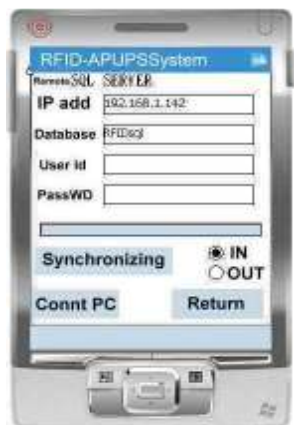 RFID-APUPSSystem
Remote SQL SERVER
IP add 192.168.1.142
Database RFIDsql
User id
PassWD
Synchronizing
IN
OUT
Connt PC Return